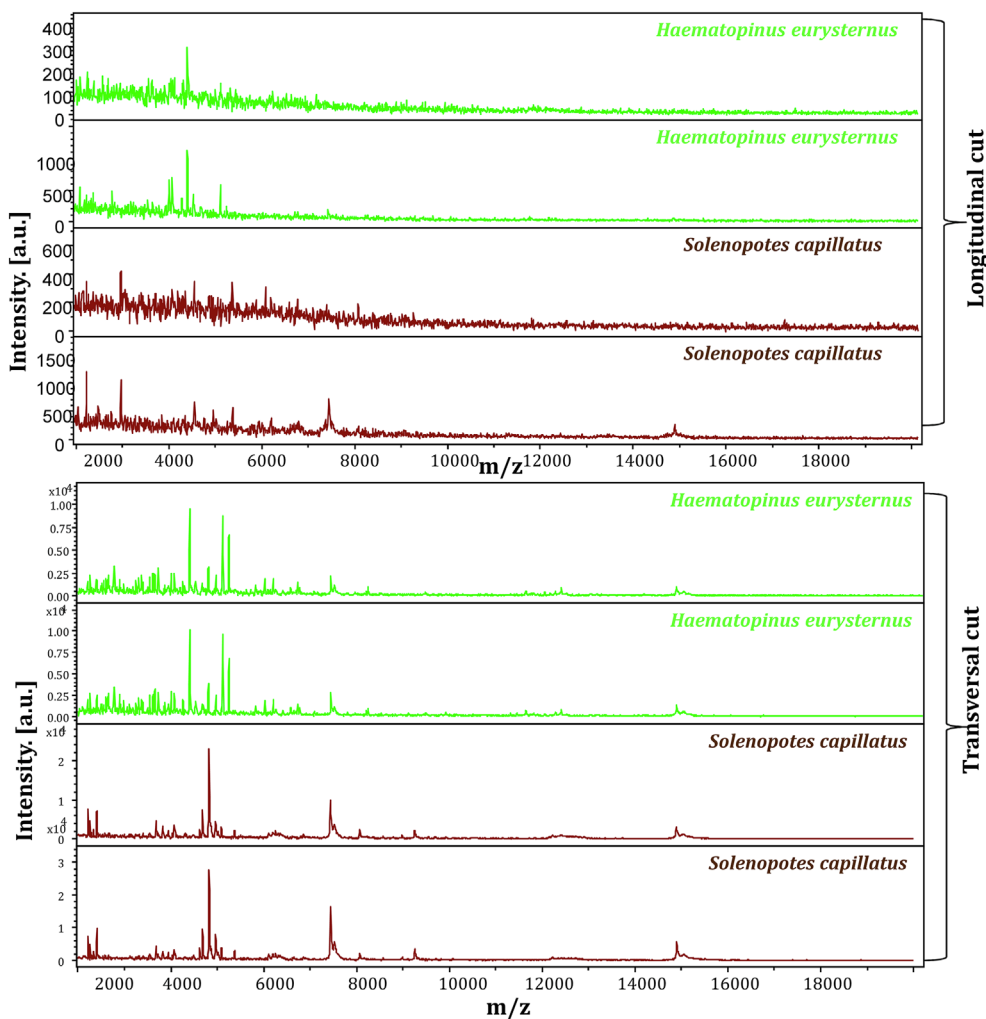 400
300
200
100
0
Haematopinus eurysternus
1000
500
0
Haematopinus eurysternus
600
400
200
0
Solenopotes capillatus
1500
1000
500
0
Solenopotes capillatus
Intensity. [a.u.]
Longitudinal cut
2000 4000 6000 8000 10000 12000 14000 16000 18000
m/z
x10⁴
1.00
0.75
0.50
0.25
0.00
Haematopinus eurysternus
x10⁴
1.00
0.75
0.50
0.25
0.00
Haematopinus eurysternus
x10⁴
2
1
0
Solenopotes capillatus
x10⁴
3
2
1
0
Solenopotes capillatus
Intensity. [a.u.]
Transversal cut
2000 4000 6000 8000 10000 12000 14000 16000 18000
m/z